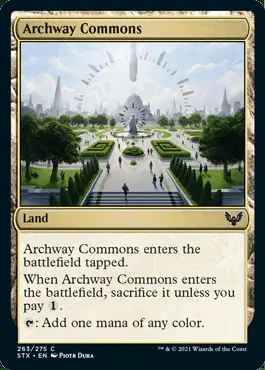 Archway Commons
Land
Archway Commons enters the
battlefield tapped.
When Archway Commons enters
the battlefield, sacrifice it unless you
pay 1.
: Add one mana of any color.
263/275 C
STX • EN Piotr Dura
™ & © 2021 Wizards of the Coast